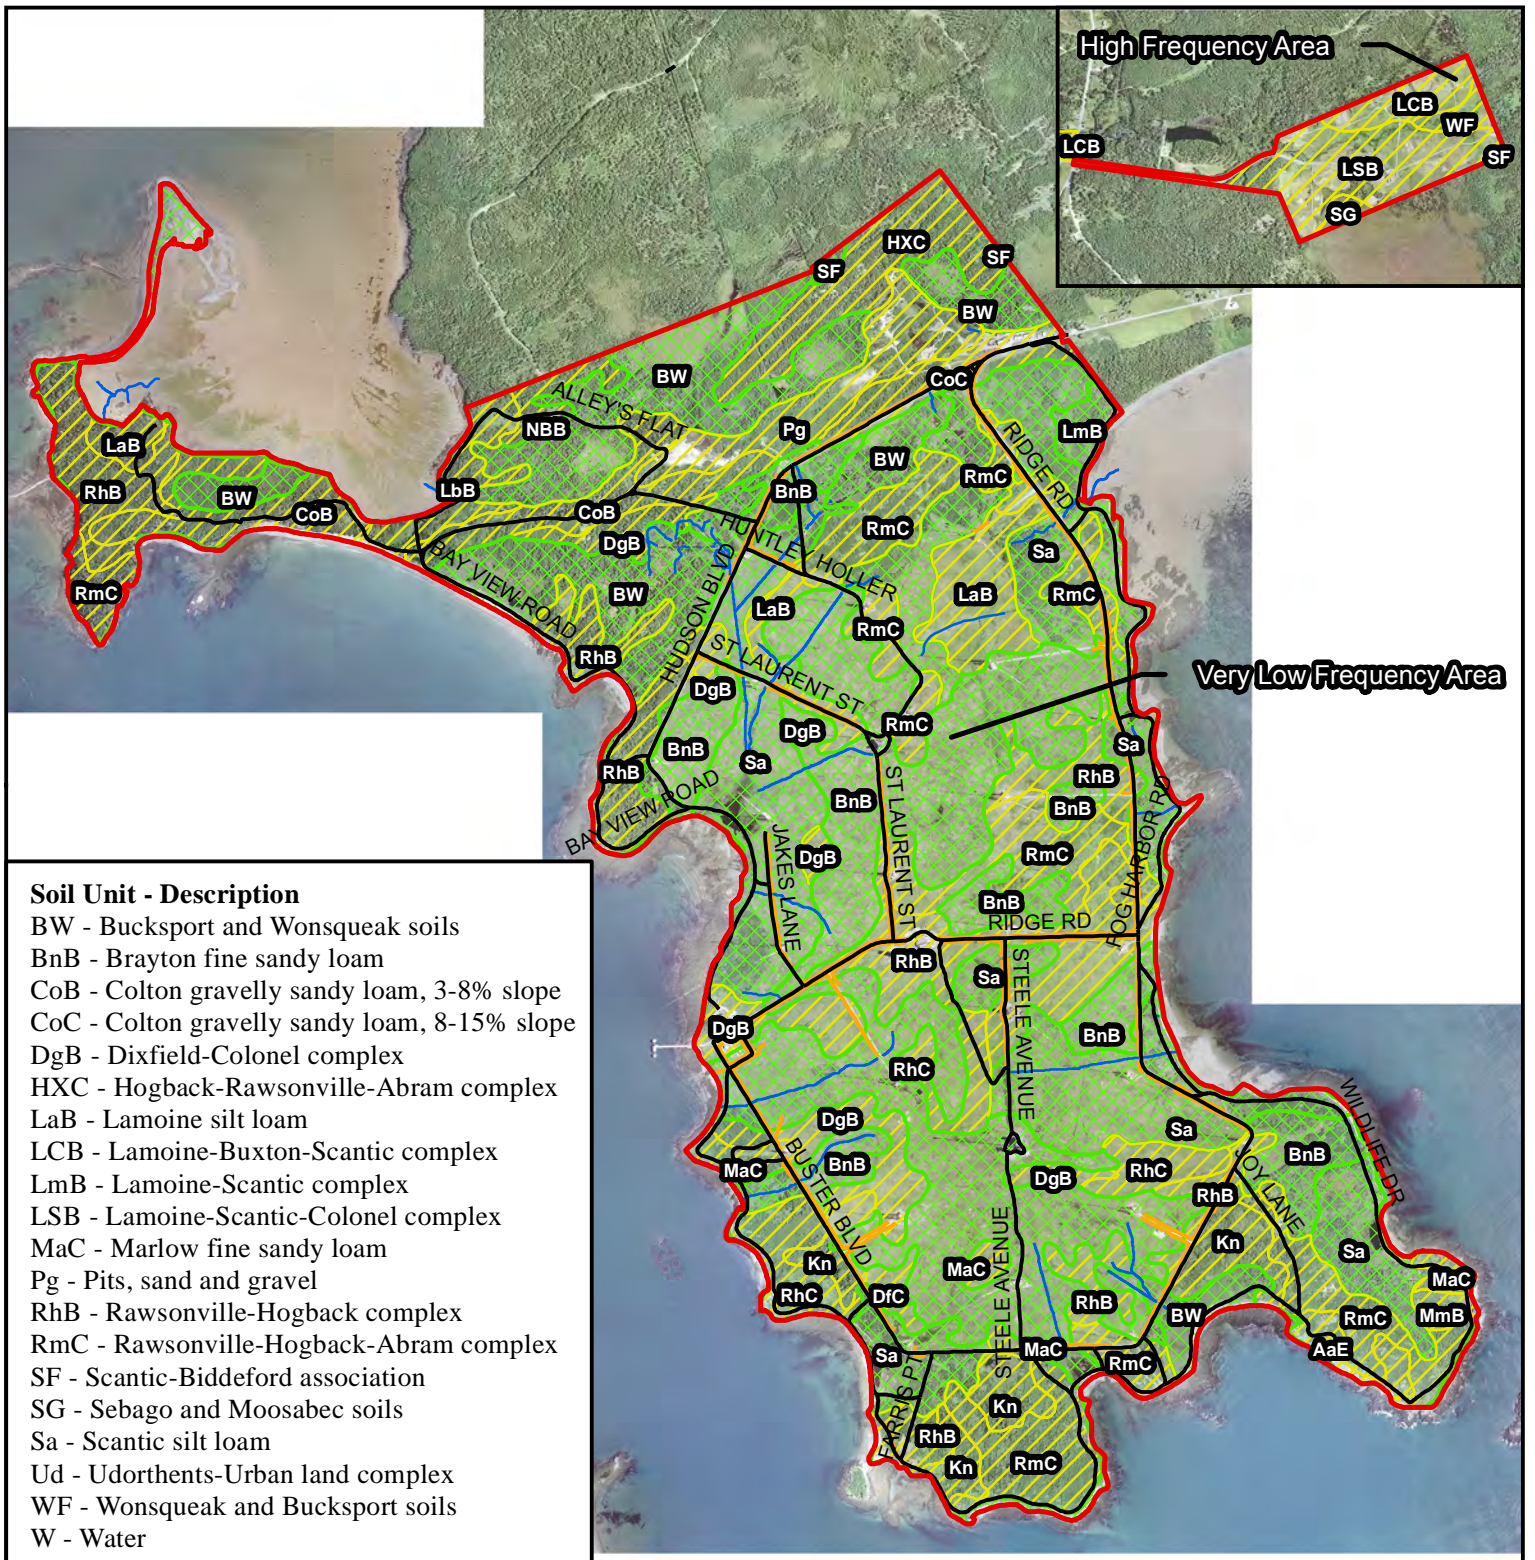 High Frequency Area
LCB
WF
LCB
LSB
SF
SG
HXC
SF
SF
BW
BW
CoC
ALLEY'S FLAT
NBB
Pg
RIDGE RD
LmB
LaB
BW
RmC
RhB
BW
LbB
BnB
CoB
CoB
HUNTLEY HOLLER
RmC
DgB
Sa
BAY VIEW ROAD
HUDSON BLVD
RmC
BW
LaB
LaB
RmC
RmC
RhB
ST LAURENT ST
Very Low Frequency Area
DgB
RmC
DgB
BnB
Sa
Sa
RhB
RhB
BAY VIEW ROAD
BnB
ST LAURENT ST
BnB
FOG HARBOR RD
JAKES LANE
DgB
RmC
BnB
RIDGE RD
RhB
Sa
STEELE AVENUE
DgB
BnB
RhC
WILDLIFE DR
DgB
Sa
BUSTER BLVD
BnB
MaC
DgB
RhC
JOY LANE
BnB
RhB
STEELE AVENUE
Kn
Sa
Kn
MaC
MaC
RhC
DfC
RhB
BW
RmC
MmB
Sa
MaC
RmC
AaE
FARRIS PT
Kn
RhB
Kn
RmC
Soil Unit - Description
BW - Bucksport and Wonsqueak soils
BnB - Brayton fine sandy loam
CoB - Colton gravelly sandy loam, 3-8% slope
CoC - Colton gravelly sandy loam, 8-15% slope
DgB - Dixfield-Colonel complex
HXC - Hogback-Rawsonville-Abram complex
LaB - Lamoine silt loam
LCB - Lamoine-Buxton-Scantic complex
LmB - Lamoine-Scantic complex
LSB - Lamoine-Scantic-Colonel complex
MaC - Marlow fine sandy loam
Pg - Pits, sand and gravel
RhB - Rawsonville-Hogback complex
RmC - Rawsonville-Hogback-Abram complex
SF - Scantic-Biddeford association
SG - Sebago and Moosabec soils
Sa - Scantic silt loam
Ud - Udorthents-Urban land complex
WF - Wonsqueak and Bucksport soils
W - Water